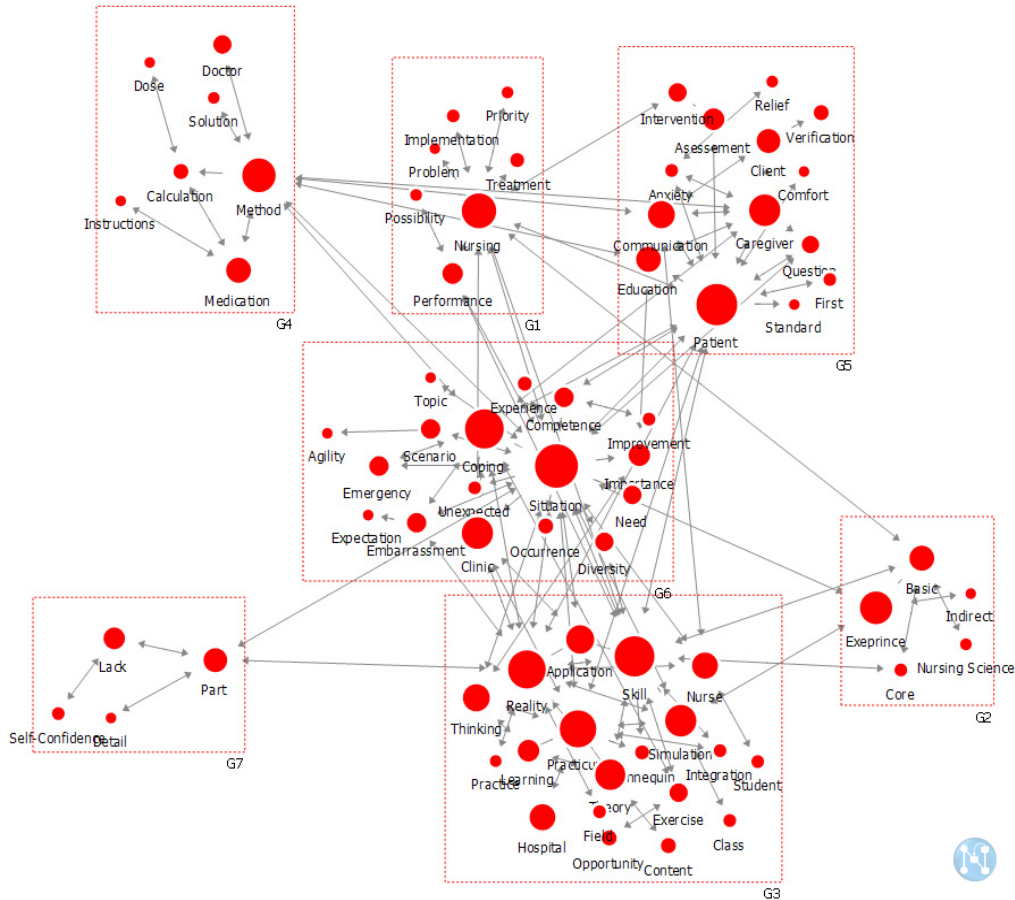 Dose
Doctor
Solution
Calculation
Method
Instructions
Medication
G4
Priority
Implementation
Problem
Treatment
Possibility
Nursing
Performance
G1
Intervention
Relief
Assessement
Verification
Client
Anxiety
Comfort
Communication
Caregiver
Education
Question
First
Standard
Patient
G5
Topic
Experience
Competence
Agility
Scenario
Coping
Improvement
Emergency
Importance
Unexpected
Situation
Need
Expectation
Embarrassment
Occurrence
Clinic
Diversity
G6
Basic
Indirect
Exeprince
Nursing Science
Core
G2
Lack
Part
Self-Confidence
Detail
G7
Application
Skill
Nurse
Reality
Thinking
Simulation
Learning
Integration
Practice
Student
Theory
Exercise
Field
Class
Hospital
Opportunity
Content
G3